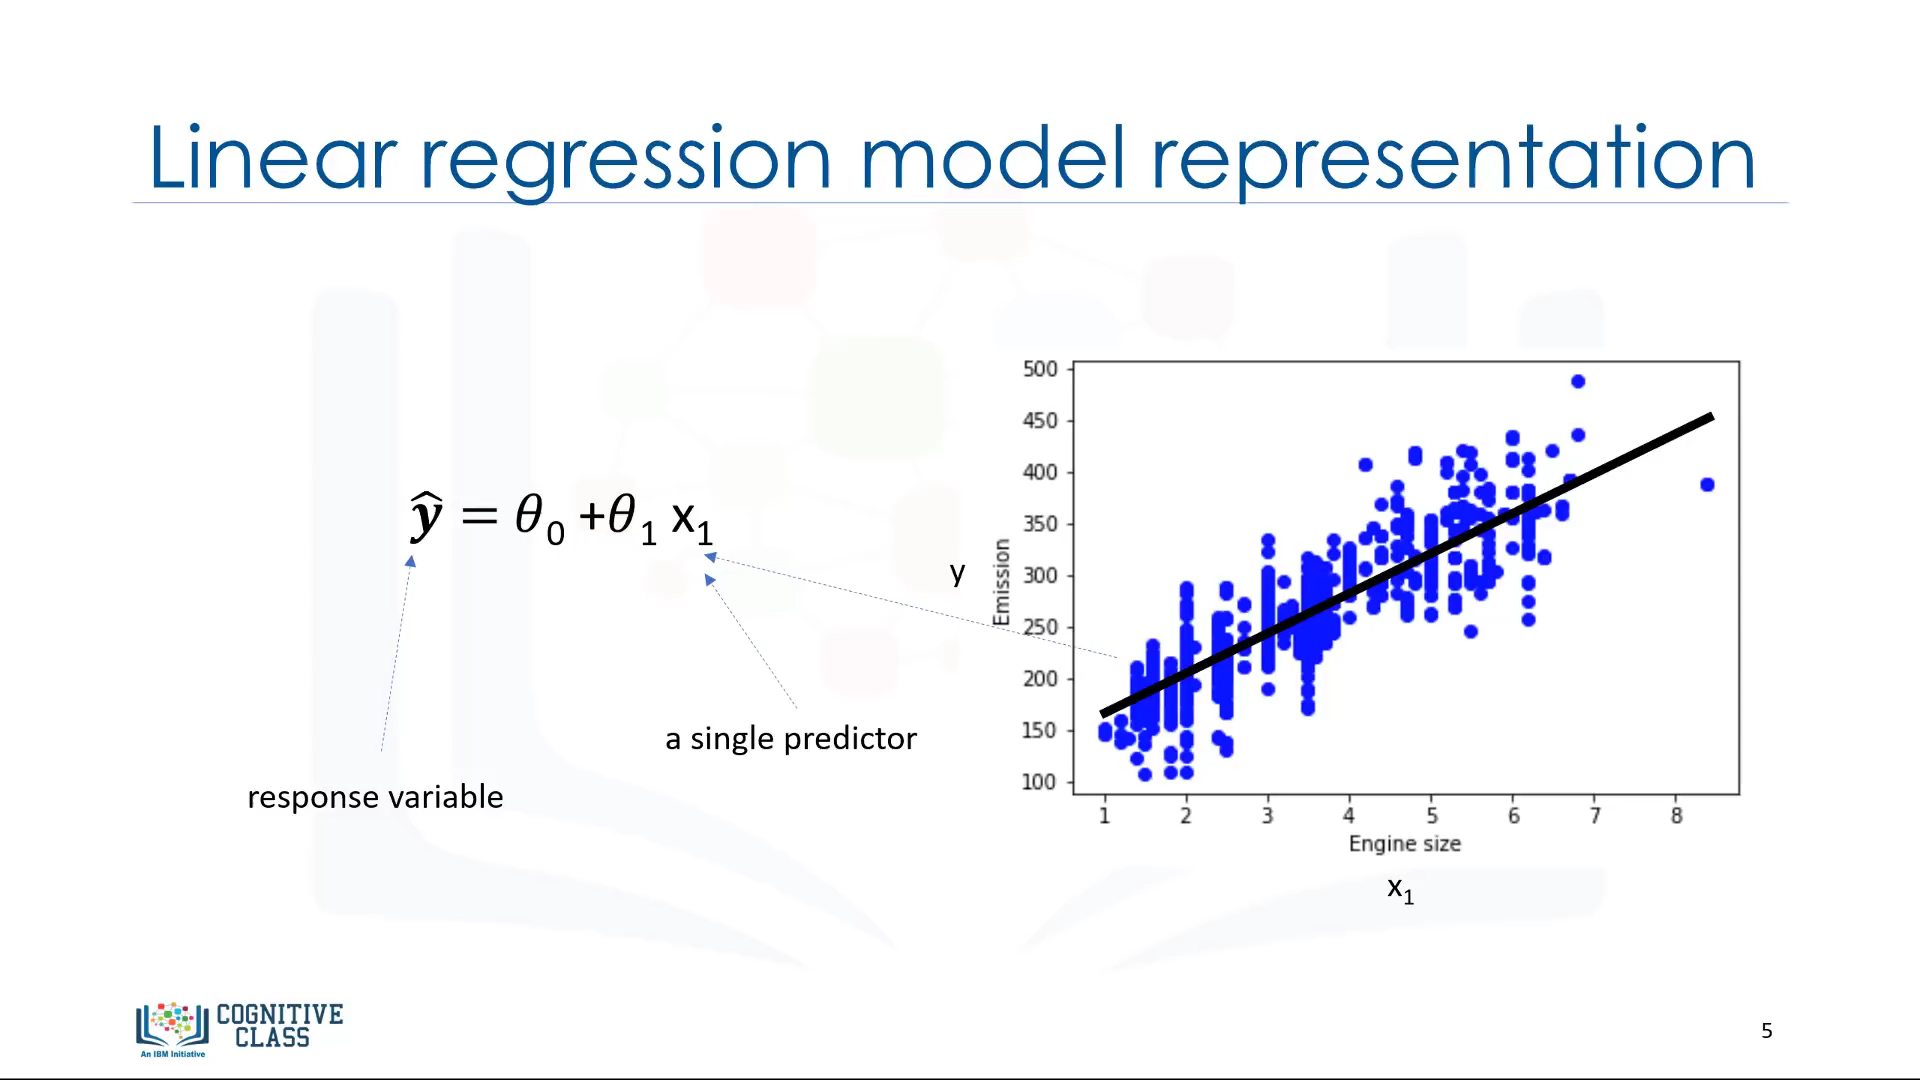 Linear regression model representation
ŷ = θ0 +θ1 x1
response variable
a single predictor
y
Emission
500
450
400
350
300
250
200
150
100
1 2 3 4 5 6 7 8
Engine size
x1
COGNITIVE
CLASS
An IBM Initiative
5